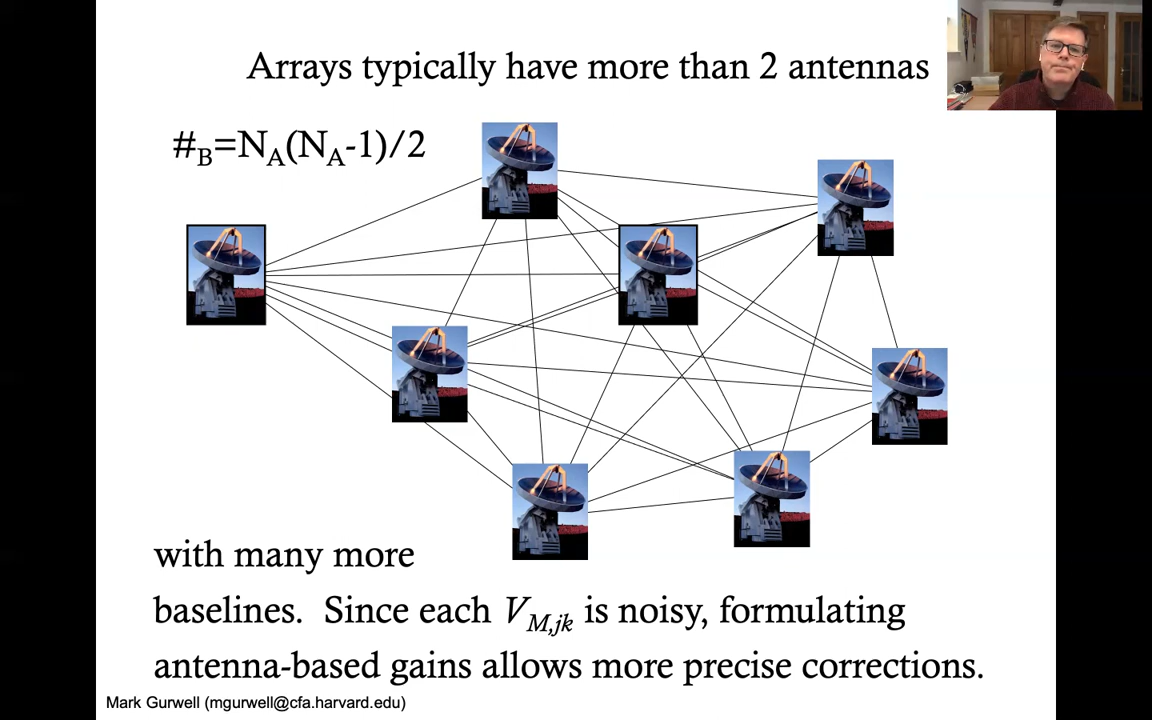 Arrays typically have more than 2 antennas
#B=NA(NA-1)/2
with many more
baselines. Since each VM,jk is noisy, formulating
antenna-based gains allows more precise corrections.
Mark Gurwell (mgurwell@cfa.harvard.edu)